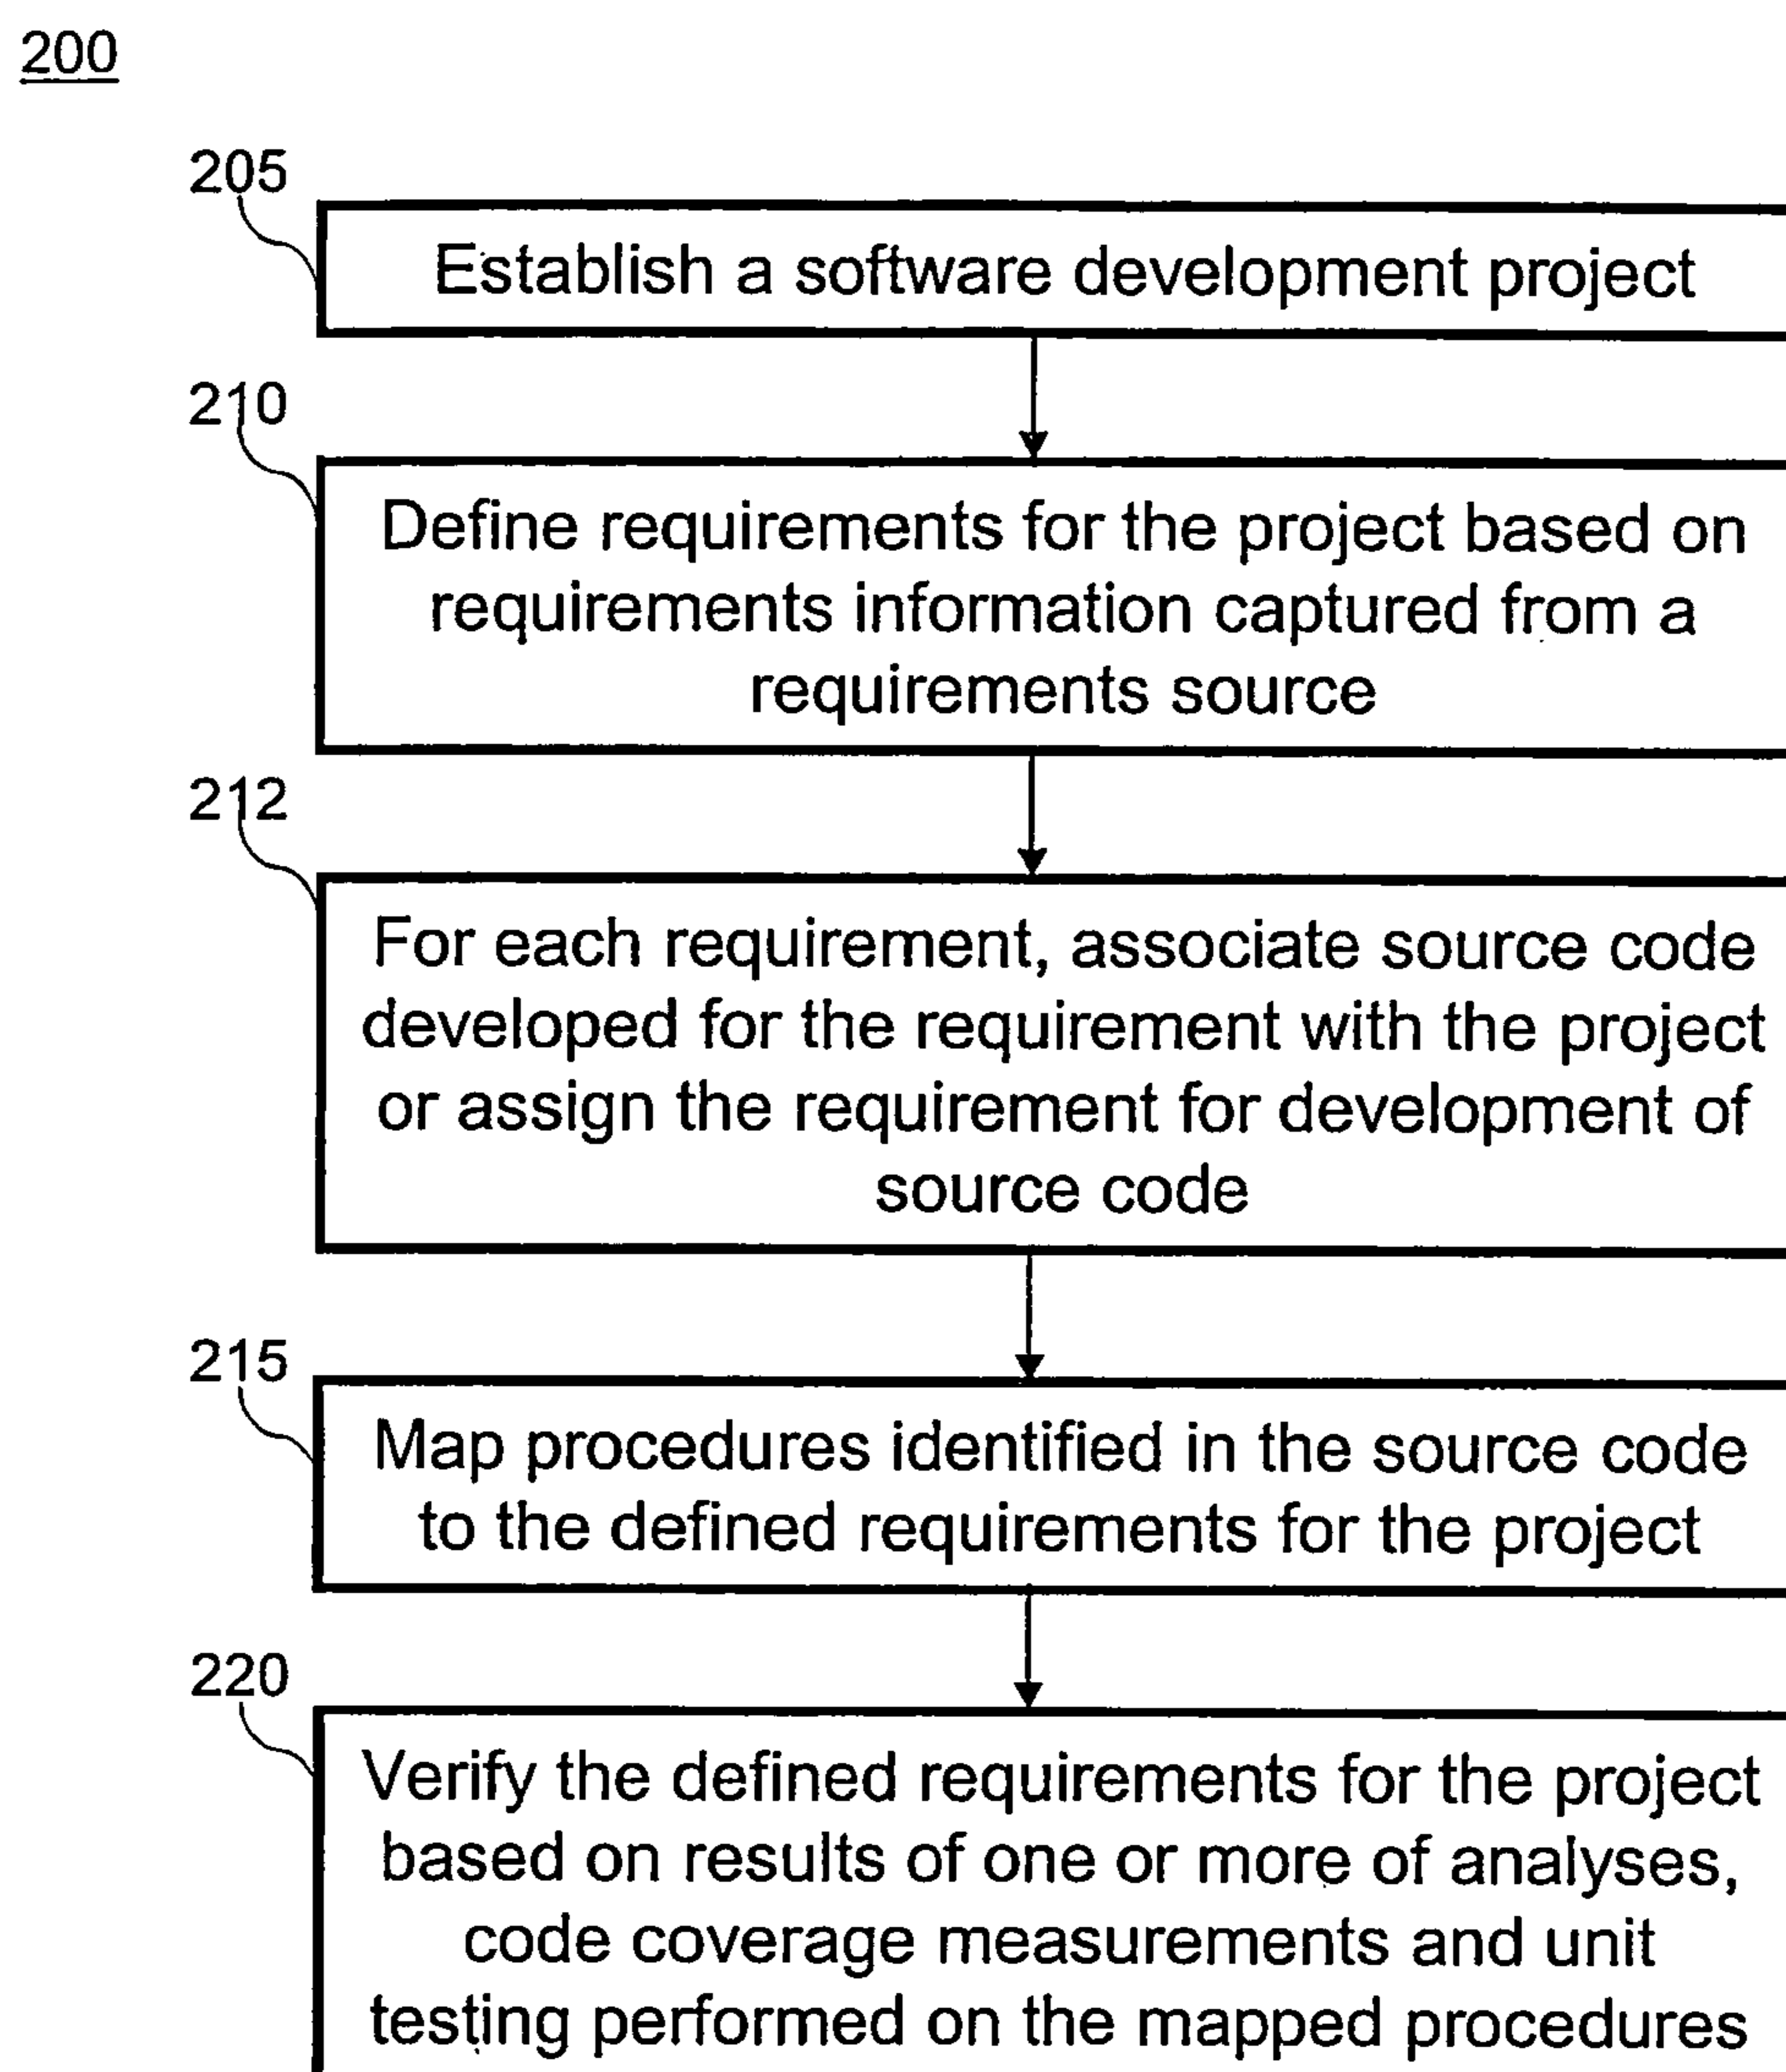 200
205
Establish a software development project
210
Define requirements for the project based on
requirements information captured from a
requirements source
212
For each requirement, associate source code
developed for the requirement with the project
or assign the requirement for development of
source code
215
Map procedures identified in the source code
to the defined requirements for the project
220
Verify the defined requirements for the project
based on results of one or more of analyses,
code coverage measurements and unit
testing performed on the mapped procedures